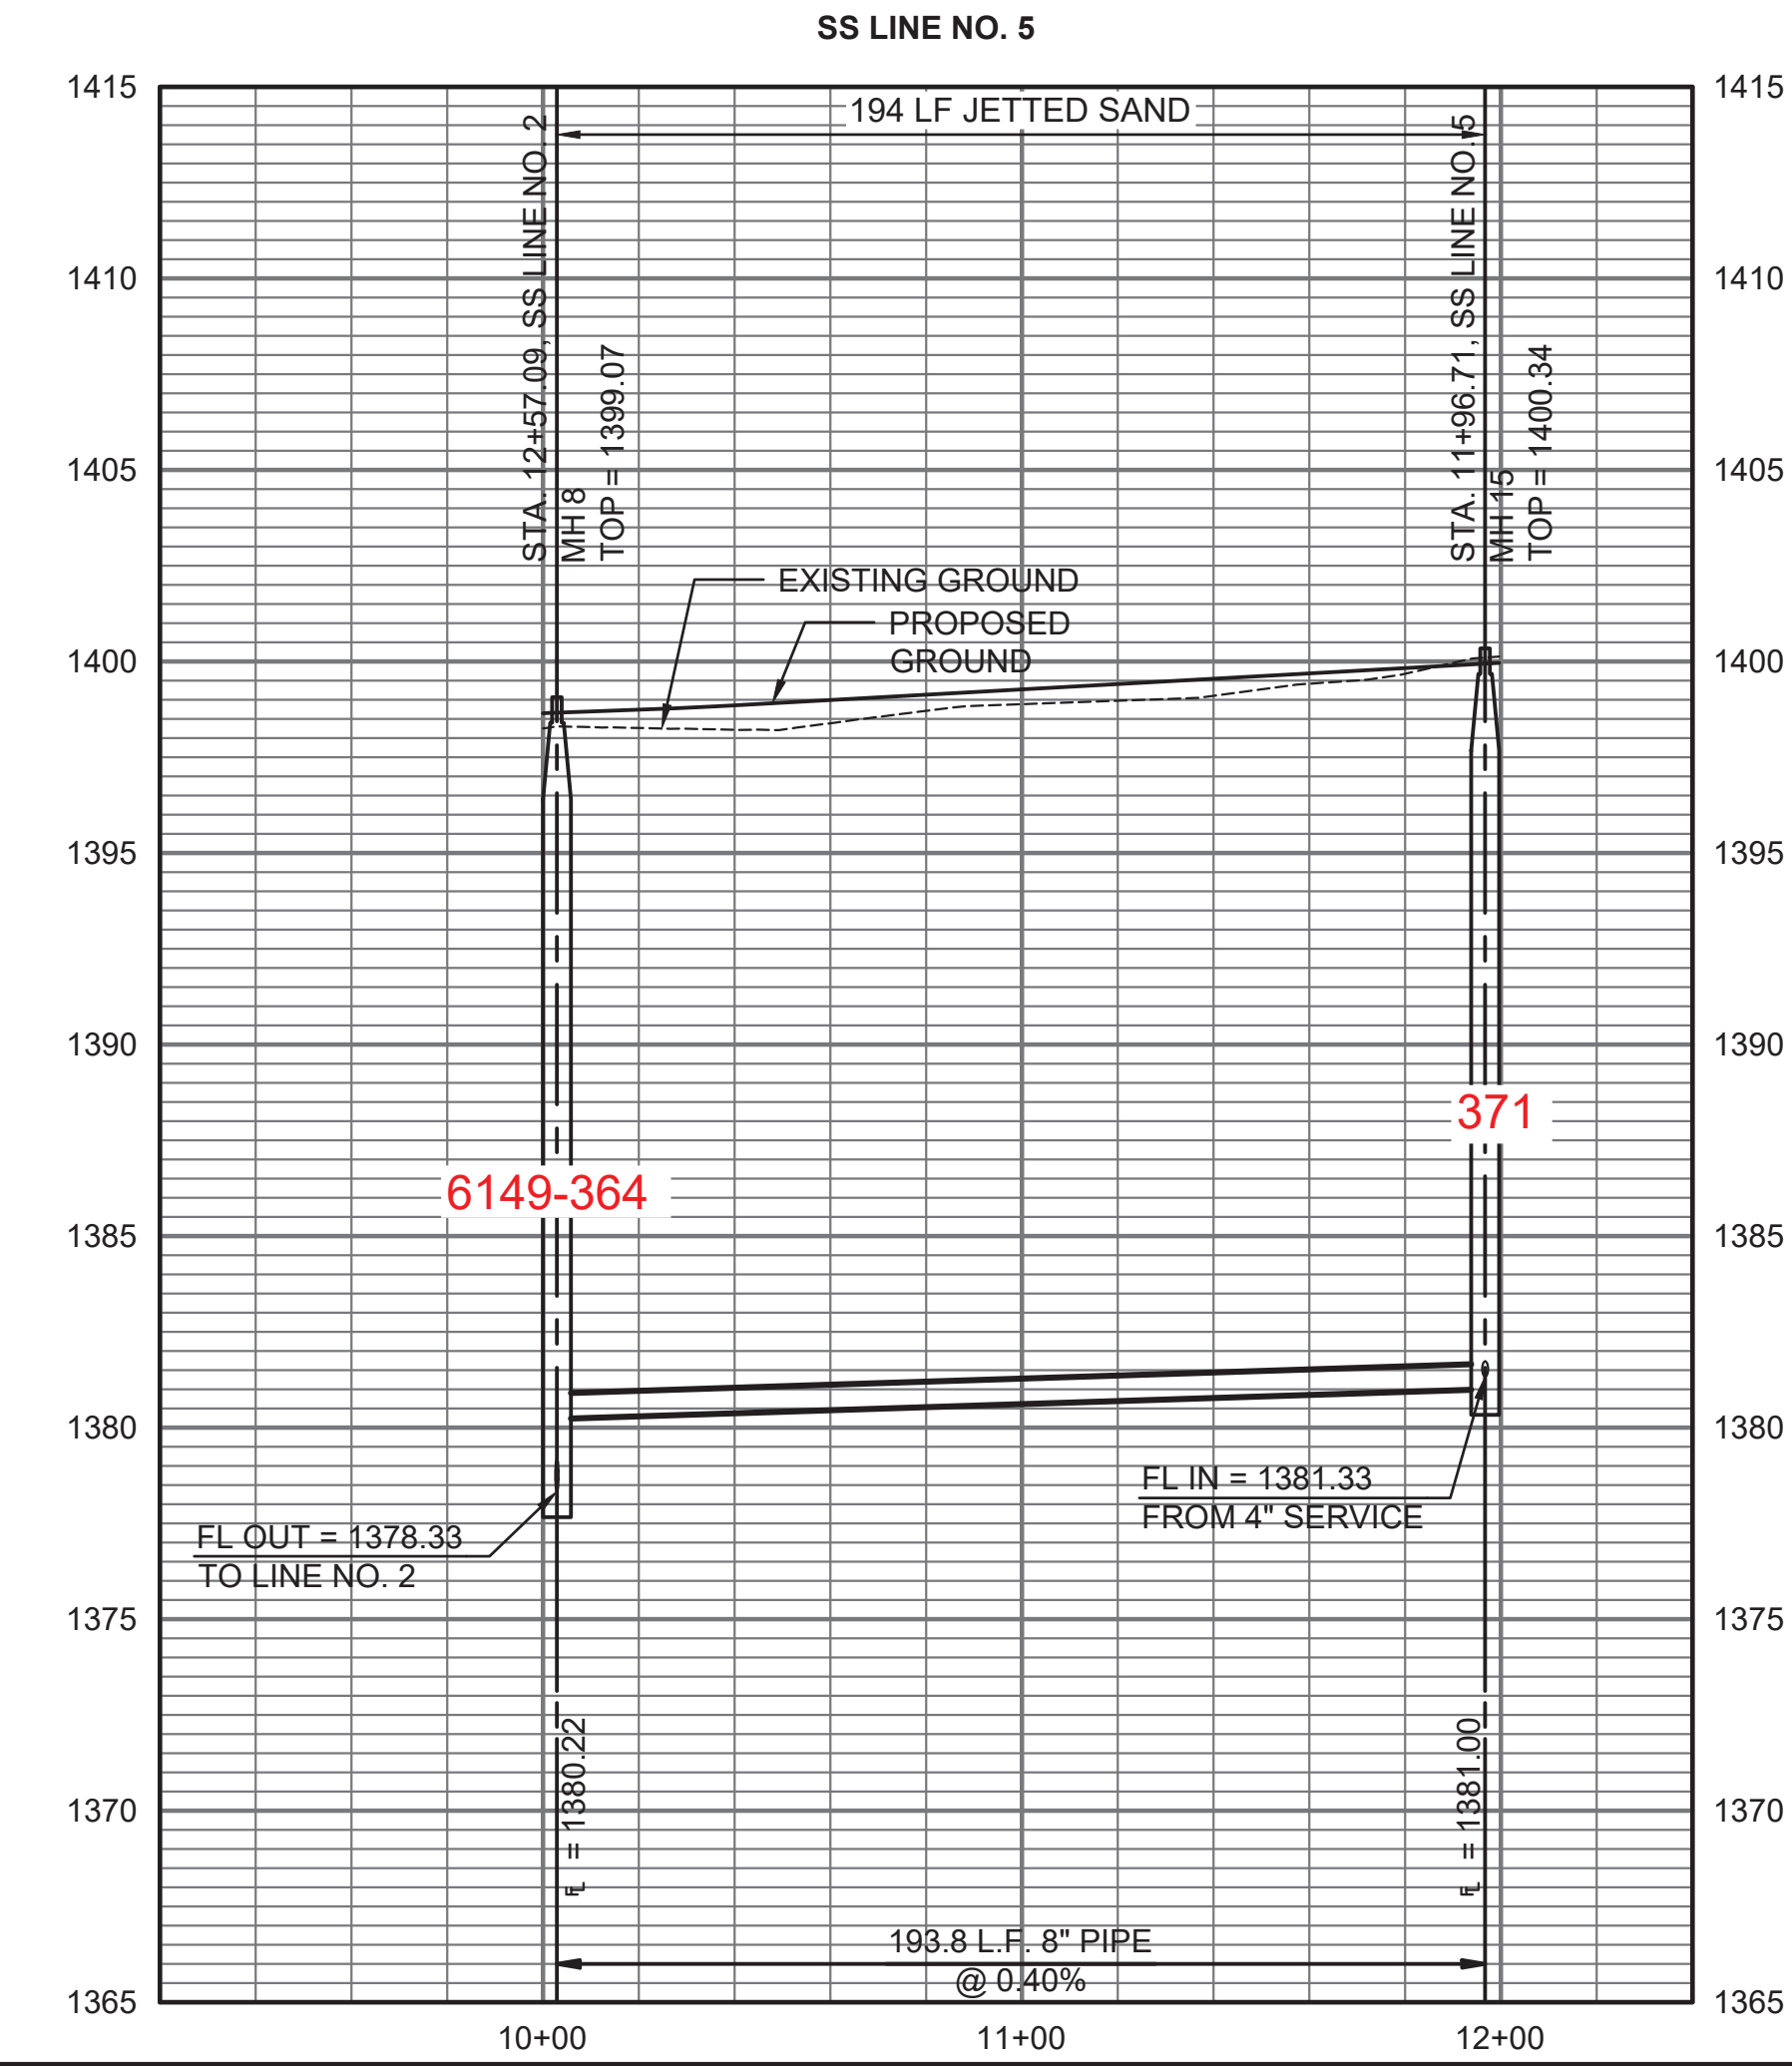 SS LINE NO. 5
1415
1415
194 LF JETTED SAND
STA. 12+57.09, SS LINE NO. 2
MH 8
TOP = 1399.07
STA. 11+96.71, SS LINE NO. 5
MH 15
TOP = 1400.34
1410
1410
1405
1405
EXISTING GROUND
PROPOSED
GROUND
1400
1400
1395
1395
1390
1390
371
6149-364
1385
1385
1380
1380
FL IN = 1381.33
FROM 4" SERVICE
FL OUT = 1378.33
TO LINE NO. 2
1375
1375
FL = 1380.22
FL = 1381.00
1370
1370
193.8 L.F. 8" PIPE
@ 0.40%
1365
1365
10+00
11+00
12+00